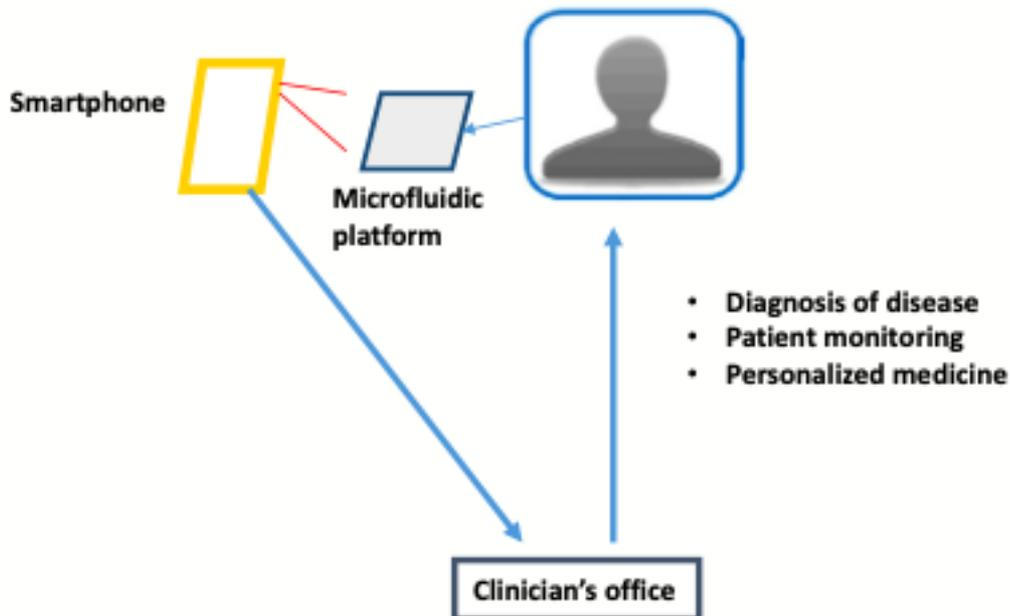 Smartphone
Microfluidic
platform
• Diagnosis of disease
• Patient monitoring
• Personalized medicine
Clinician’s office